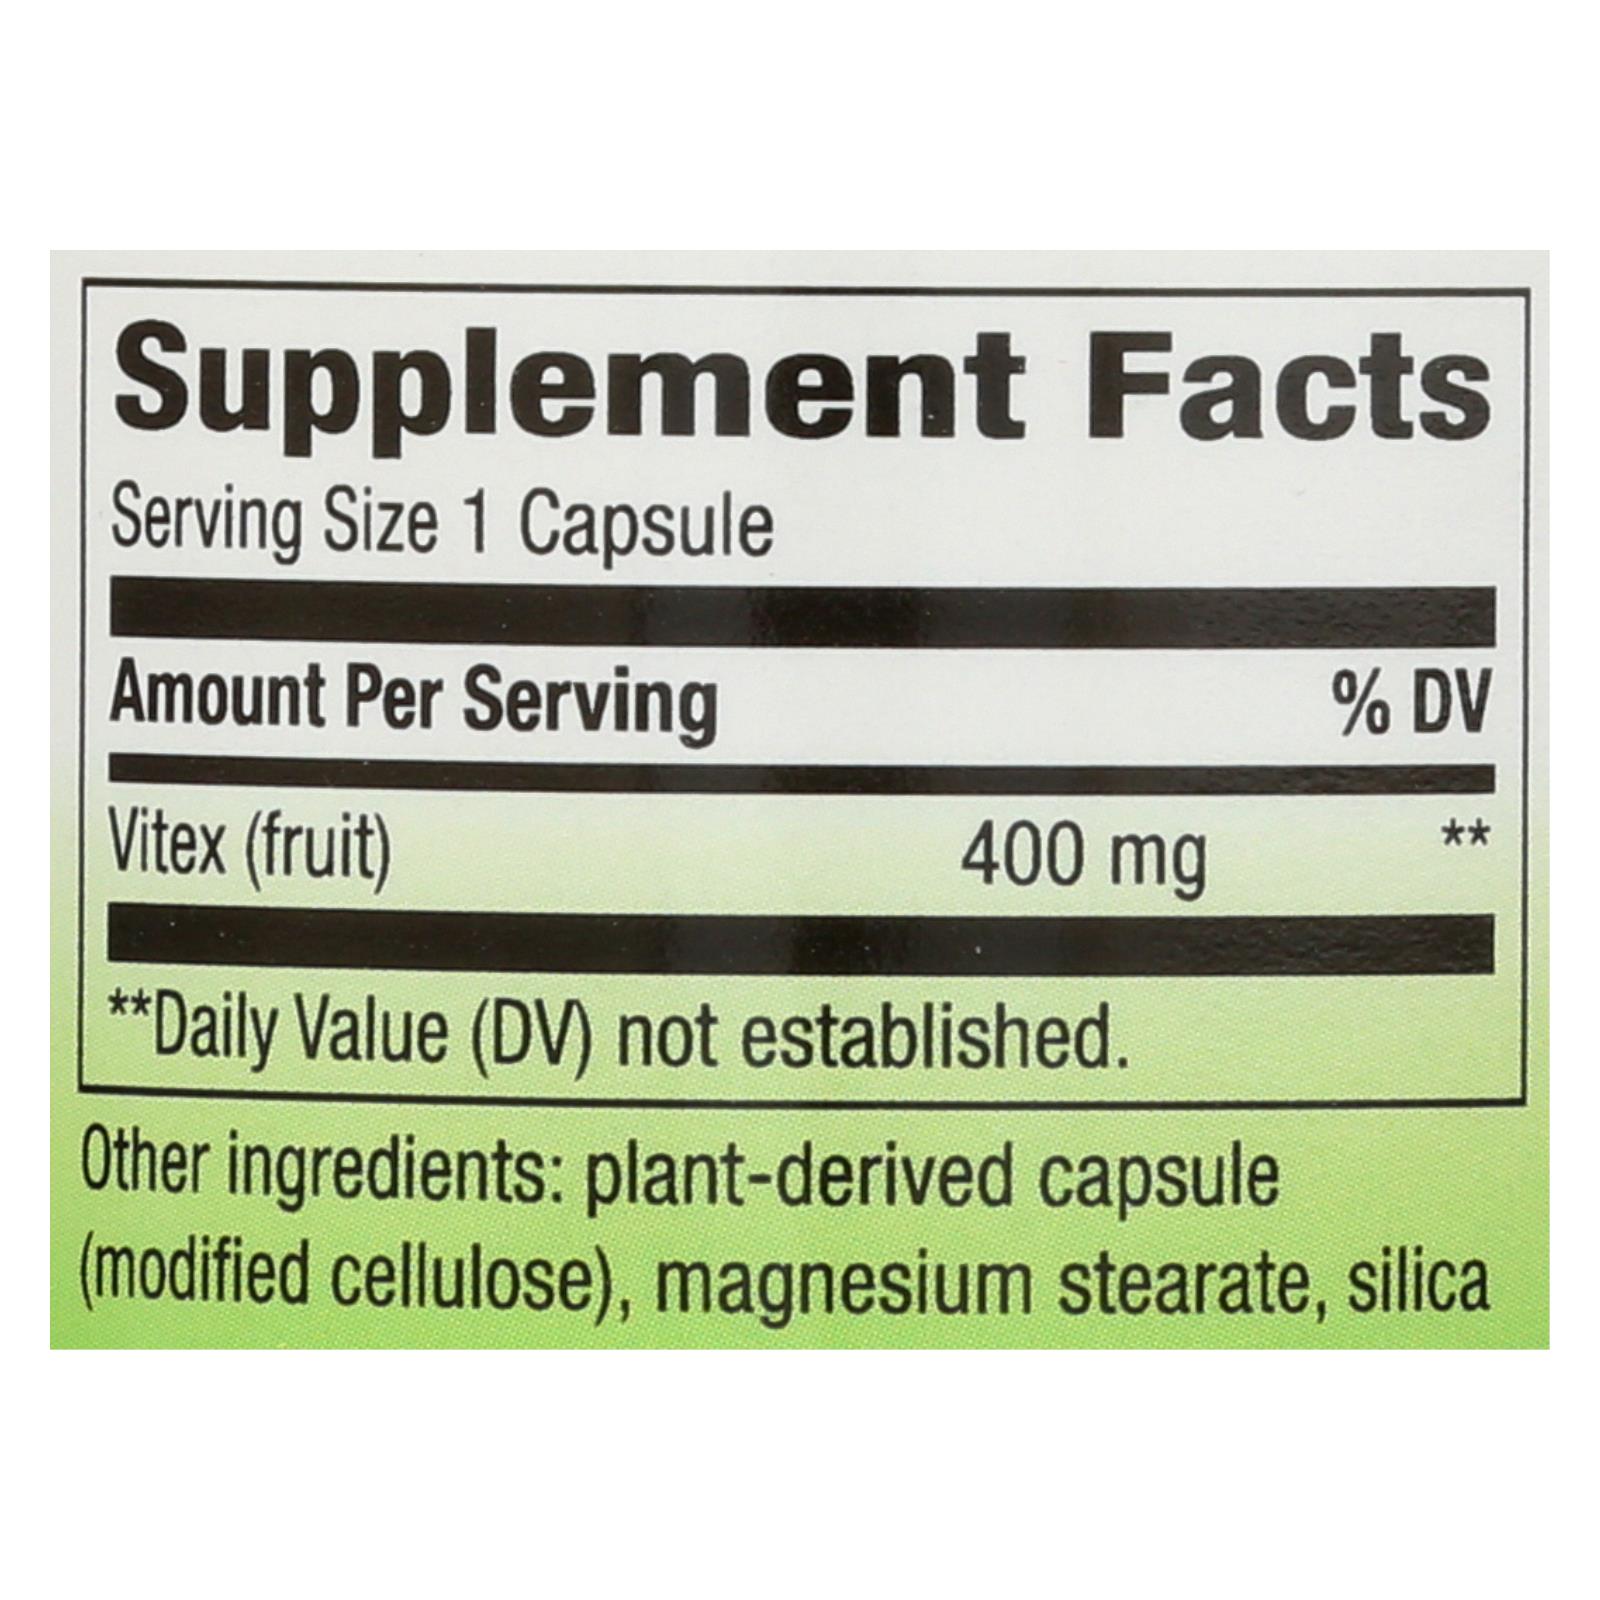 Supplement Facts
Serving Size 1 Capsule
Amount Per Serving % DV
Vitex (fruit) 400 mg **
**Daily Value (DV) not established.
Other ingredients: plant-derived capsule
(modified cellulose), magnesium stearate, silica